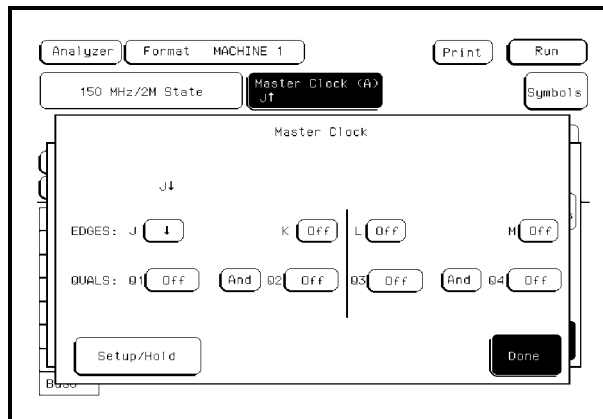 Analyzer Format MACHINE 1 Print Run
150 MHz/2M State Master Clock (A) Symbols
J↑
Master Clock
J↓
EDGES: J ↓ K Off L Off M Off
QUALS: Q1 Off And Q2 Off Q3 Off And Q4 Off
Setup/Hold Done